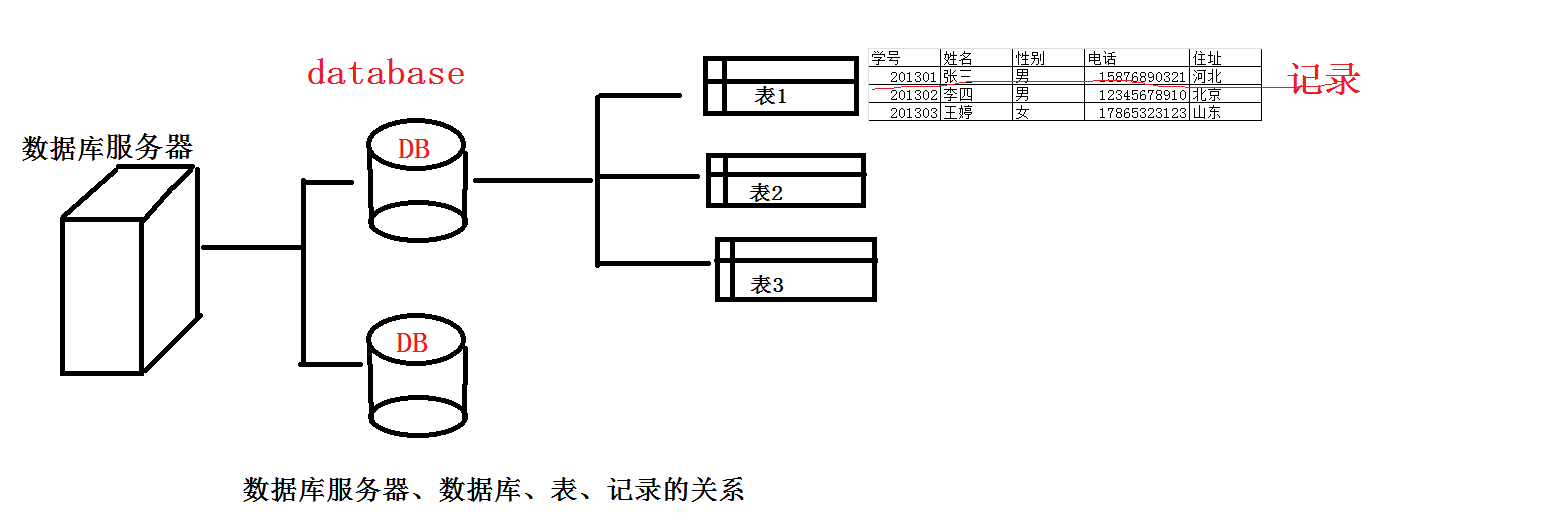 database
数据库服务器
DB
DB
表1
表2
表3
学号 姓名 性别 电话 住址
201301 张三 男 15876890321 河北
201302 李四 男 12345678910 北京
201303 王婷 女 17865323123 山东
记录
数据库服务器、数据库、表、记录的关系